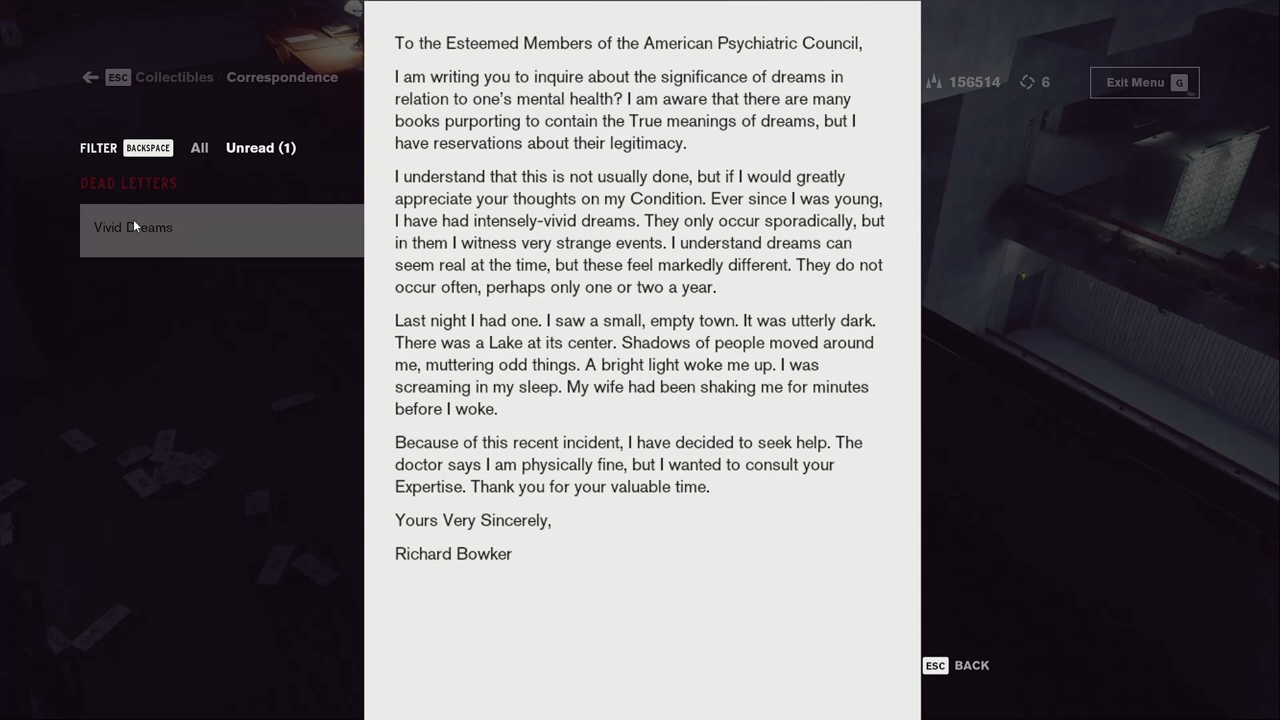 ESC Collectibles / Correspondence
156514 6
Exit Menu G
FILTER BACKSPACE All Unread (1)
DEAD LETTERS
Vivid Dreams
To the Esteemed Members of the American Psychiatric Council,
I am writing you to inquire about the significance of dreams in
relation to one's mental health? I am aware that there are many
books purporting to contain the True meanings of dreams, but I
have reservations about their legitimacy.
I understand that this is not usually done, but if I would greatly
appreciate your thoughts on my Condition. Ever since I was young,
I have had intensely-vivid dreams. They only occur sporadically, but
in them I witness very strange events. I understand dreams can
seem real at the time, but these feel markedly different. They do not
occur often, perhaps only one or two a year.
Last night I had one. I saw a small, empty town. It was utterly dark.
There was a Lake at its center. Shadows of people moved around
me, muttering odd things. A bright light woke me up. I was
screaming in my sleep. My wife had been shaking me for minutes
before I woke.
Because of this recent incident, I have decided to seek help. The
doctor says I am physically fine, but I wanted to consult your
Expertise. Thank you for your valuable time.
Yours Very Sincerely,
Richard Bowker
ESC BACK